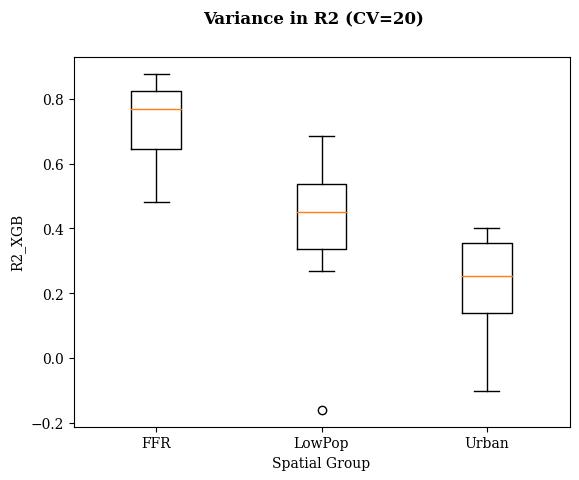 Variance in R2 (CV=20)
R2_XGB
0.8
0.6
0.4
0.2
0.0
−0.2
FFR
LowPop
Urban
Spatial Group